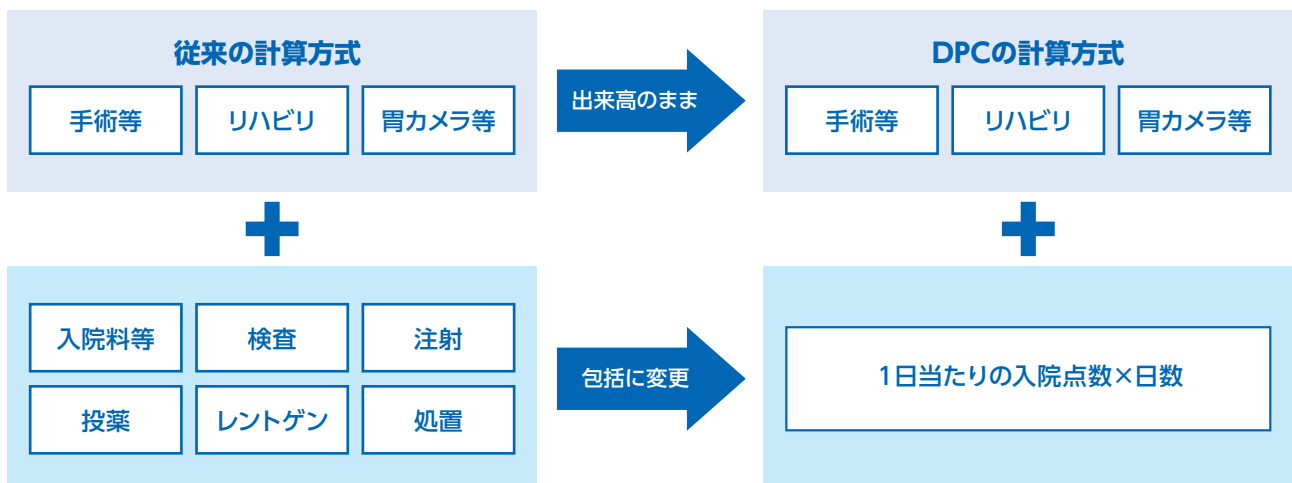 従来の計算方式
手術等
リハビリ
胃カメラ等
出来高のまま
DPCの計算方式
手術等
リハビリ
胃カメラ等
入院料等
検査
注射
投薬
レントゲン
処置
包括に変更
1日当たりの入院点数×日数